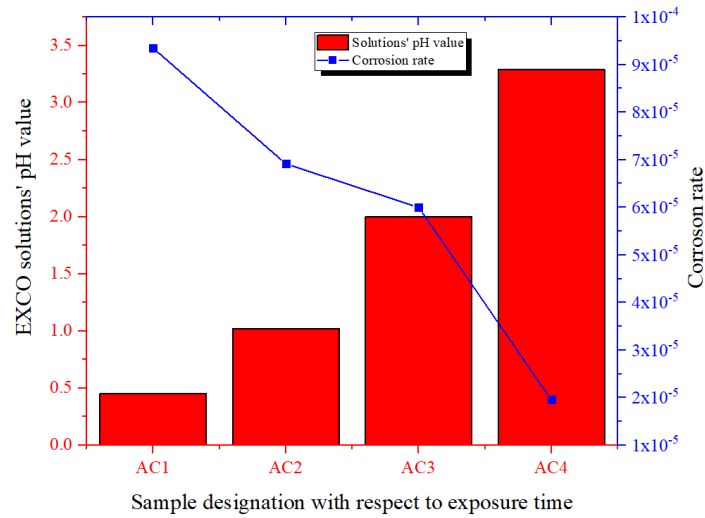 Solutions' pH value
Corrosion rate
EXCO solutions' pH value
3.5
3.0
2.5
2.0
1.5
1.0
0.5
0.0
1x10⁻⁴
9x10⁻⁵
8x10⁻⁵
7x10⁻⁵
6x10⁻⁵
5x10⁻⁵
4x10⁻⁵
3x10⁻⁵
2x10⁻⁵
1x10⁻⁵
Corroson rate
AC1 AC2 AC3 AC4
Sample designation with respect to exposure time